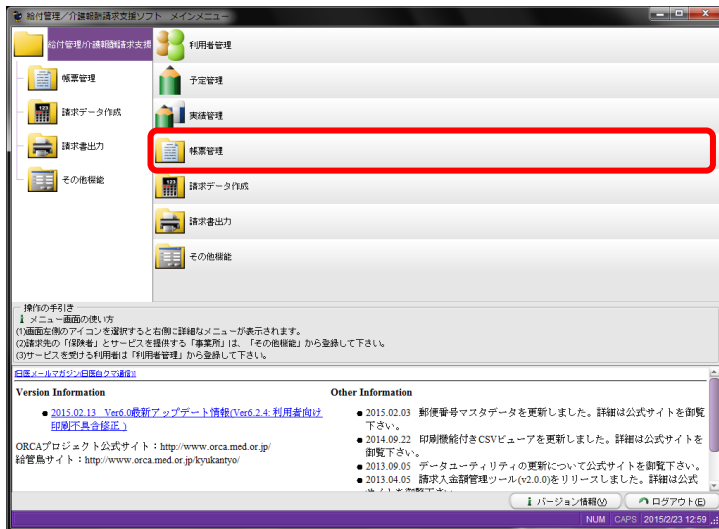 給付管理／介護報酬請求支援ソフト メインメニュー
給付管理/介護報酬請求支援
帳票管理
請求データ作成
請求書出力
その他機能
利用者管理
予定管理
実績管理
帳票管理
請求データ作成
請求書出力
その他機能
操作の手引き
メニュー画面の使い方
(1)画面左側のアイコンを選択すると右側に詳細なメニューが表示されます。
(2)請求先の「保険者」とサービスを提供する「事業所」は、「その他機能」から登録して下さい。
(3)サービスを受ける利用者は「利用者管理」から登録して下さい。
日医メールマガジン(日医白クマ通信)
Version Information
● 2015.02.13 Ver6.0最新アップデート情報(Ver6.2.4: 利用者向け
印刷不具合修正 )
ORCAプロジェクト公式サイト：http://www.orca.med.or.jp/
給管鳥サイト：http://www.orca.med.or.jp/kyukantyo/
Other Information
● 2015.02.03 郵便番号マスタデータを更新しました。詳細は公式サイトを御覧
下さい。
● 2014.09.22 印刷機能付きCSVビューアを更新しました。詳細は公式サイトを
御覧下さい。
● 2013.09.05 データユーティリティの更新について公式サイトを御覧下さい。
● 2013.04.05 請求入金額管理ツール(v2.0.0)をリリースしました。詳細は公式
バージョン情報(V)
ログアウト(E)
NUM CAPS 2015/2/23 12:59